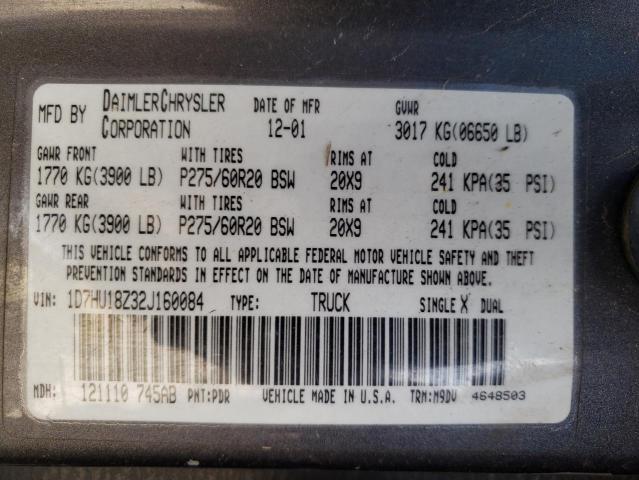 MFD BY DAIMLERCHRYSLER CORPORATION DATE OF MFR 12-01 GVWR 3017 KG(06650 LB)
GAWR FRONT WITH TIRES RIMS AT COLD
1770 KG(3900 LB) P275/60R20 BSW 20X9 241 KPA(35 PSI)
GAWR REAR WITH TIRES RIMS AT COLD
1770 KG(3900 LB) P275/60R20 BSW 20X9 241 KPA(35 PSI)
THIS VEHICLE CONFORMS TO ALL APPLICABLE FEDERAL MOTOR VEHICLE SAFETY AND THEFT
PREVENTION STANDARDS IN EFFECT ON THE DATE OF MANUFACTURE SHOWN ABOVE.
VIN: 1D7HU18Z32J160084 TYPE: TRUCK SINGLE X DUAL
MDH: 121110 745AB PNT:PDR VEHICLE MADE IN U.S.A. TRM:M9DV 4648503